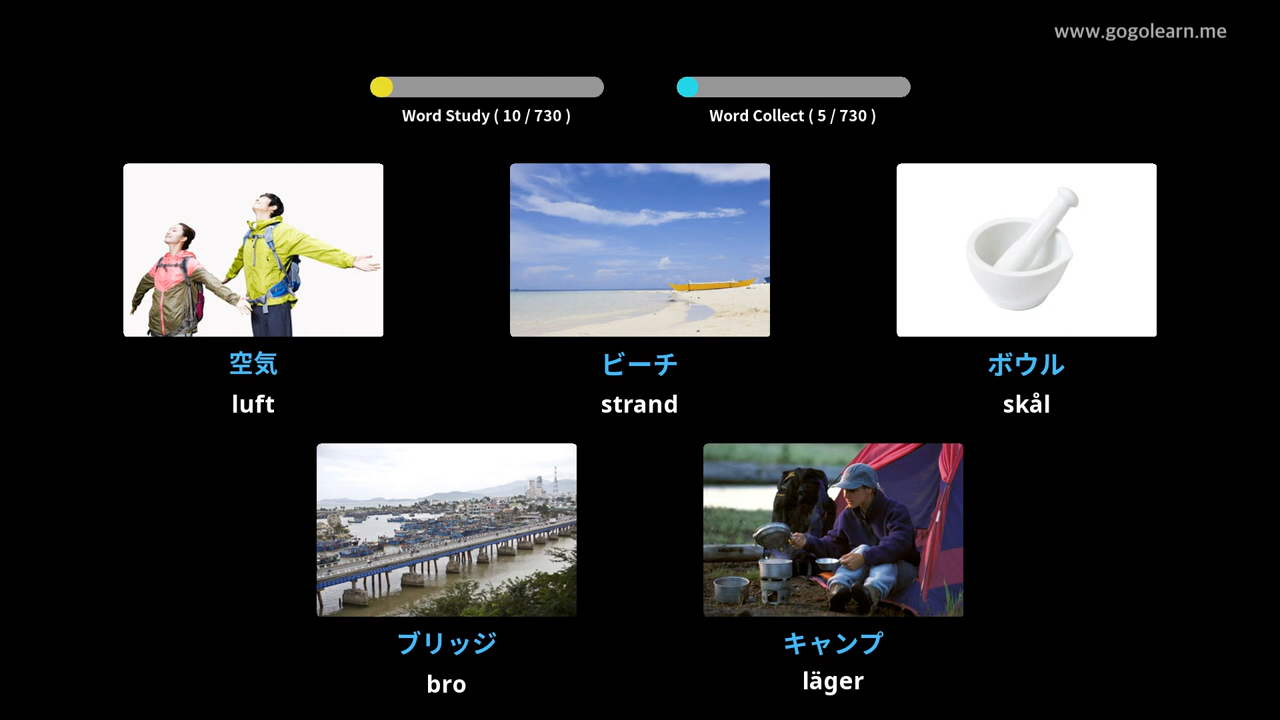 www.gogolearn.me
Word Study ( 10 / 730 )
Word Collect ( 5 / 730 )
空気
luft
ビーチ
strand
ボウル
skål
ブリッジ
bro
キャンプ
läger